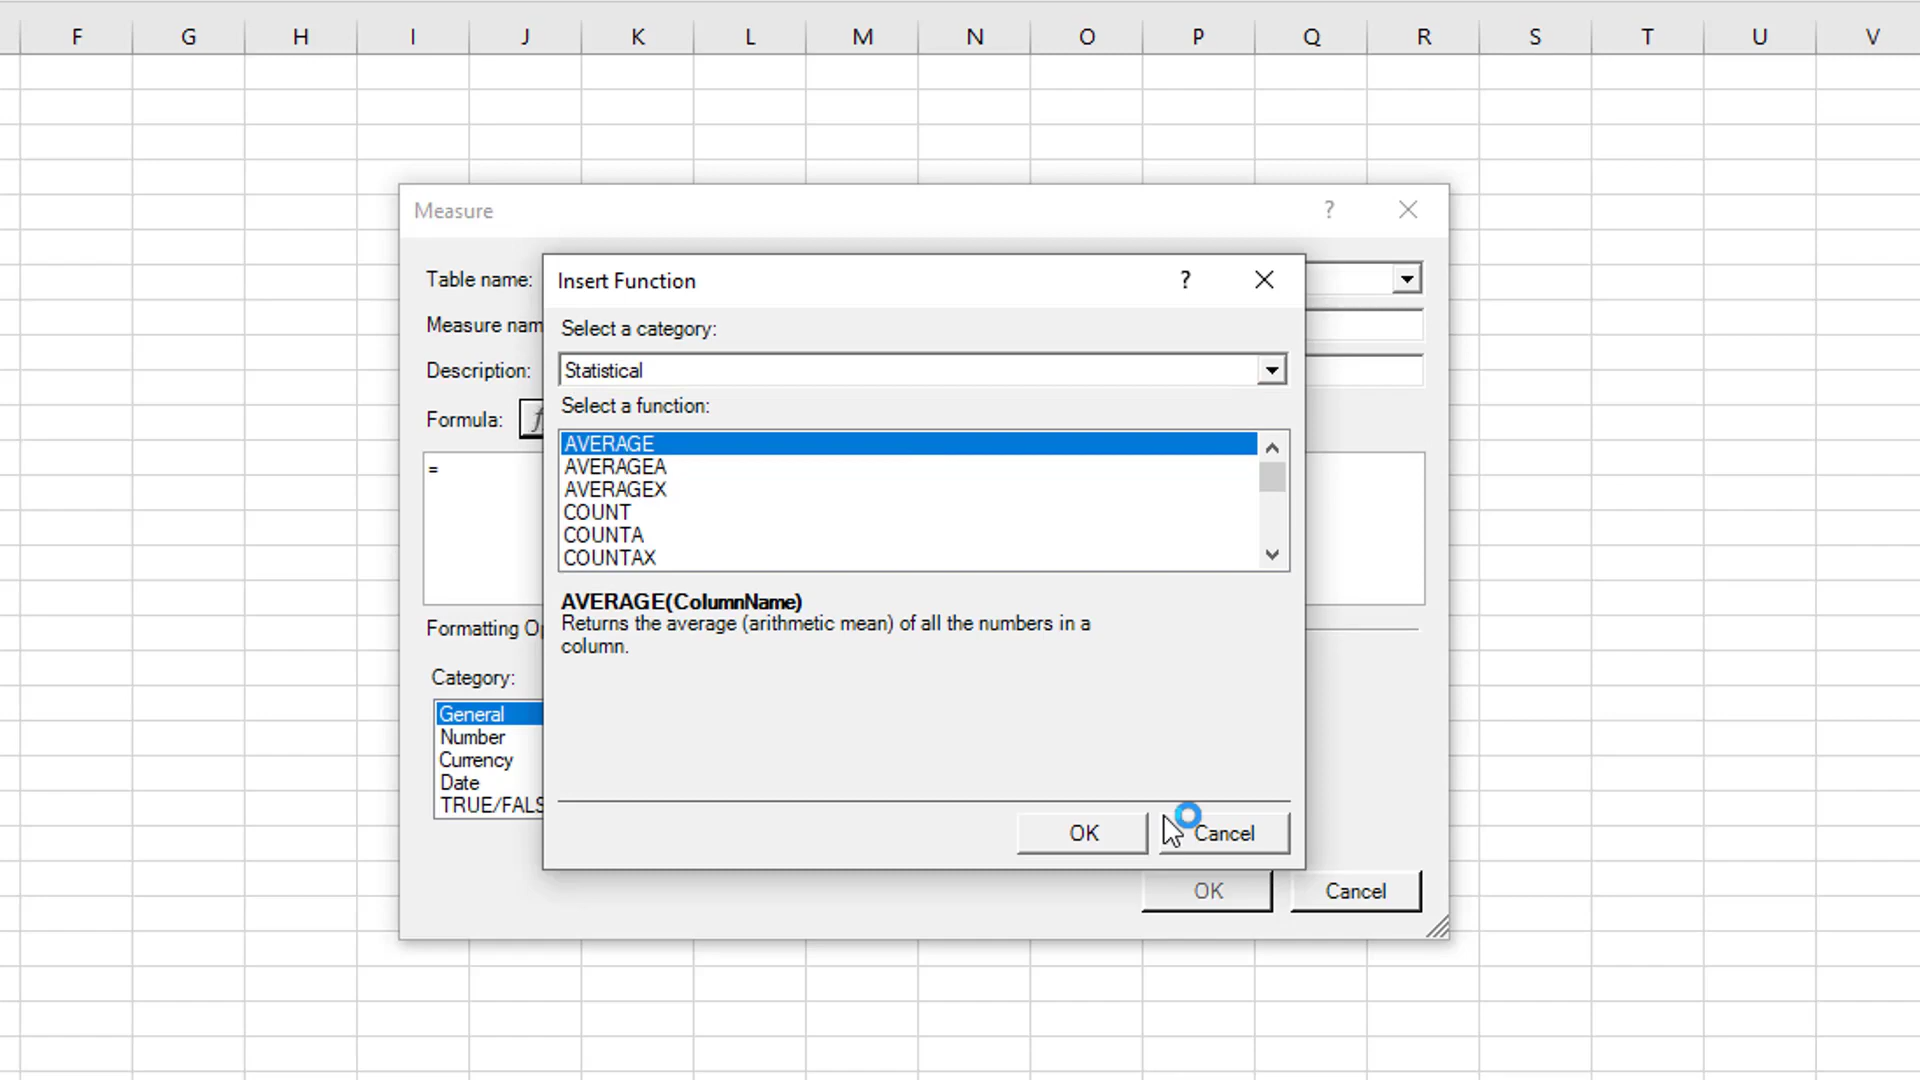 F G H I J K L M N O P Q R S T U V
Measure ?
Table name:
Insert Function ?
Select a category:
Measure nam
Description:
Statistical
Select a function:
Formula: f
AVERAGE
AVERAGEA
AVERAGEX
COUNT
COUNTA
COUNTAX
=
AVERAGE(ColumnName)
Returns the average (arithmetic mean) of all the numbers in a
column.
Formatting Op
Category:
General
Number
Currency
Date
TRUE/FALS
OK Cancel
OK Cancel